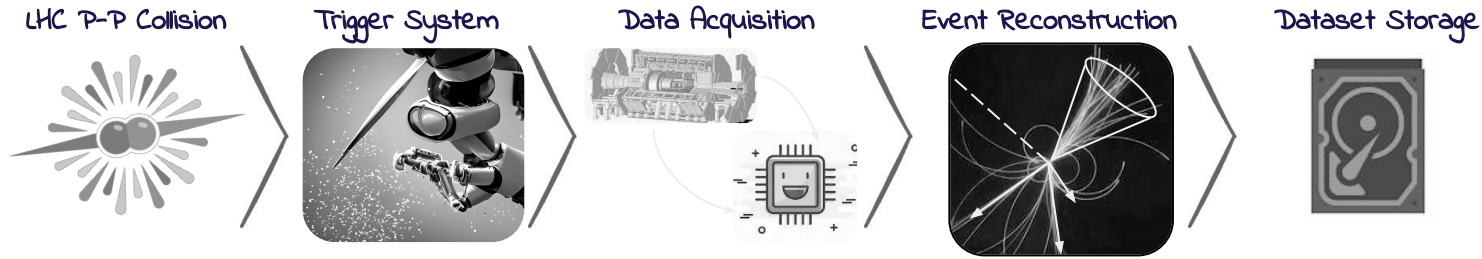 LHC P-P Collision
Trigger System
Data Acquisition
Event Reconstruction
Dataset Storage